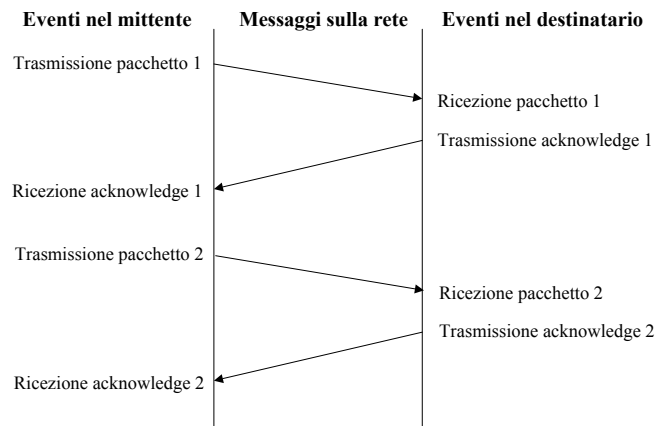 Eventi nel mittente
Messaggi sulla rete
Eventi nel destinatario
Trasmissione pacchetto 1
Ricezione pacchetto 1
Trasmissione acknowledge 1
Ricezione acknowledge 1
Trasmissione pacchetto 2
Ricezione pacchetto 2
Trasmissione acknowledge 2
Ricezione acknowledge 2